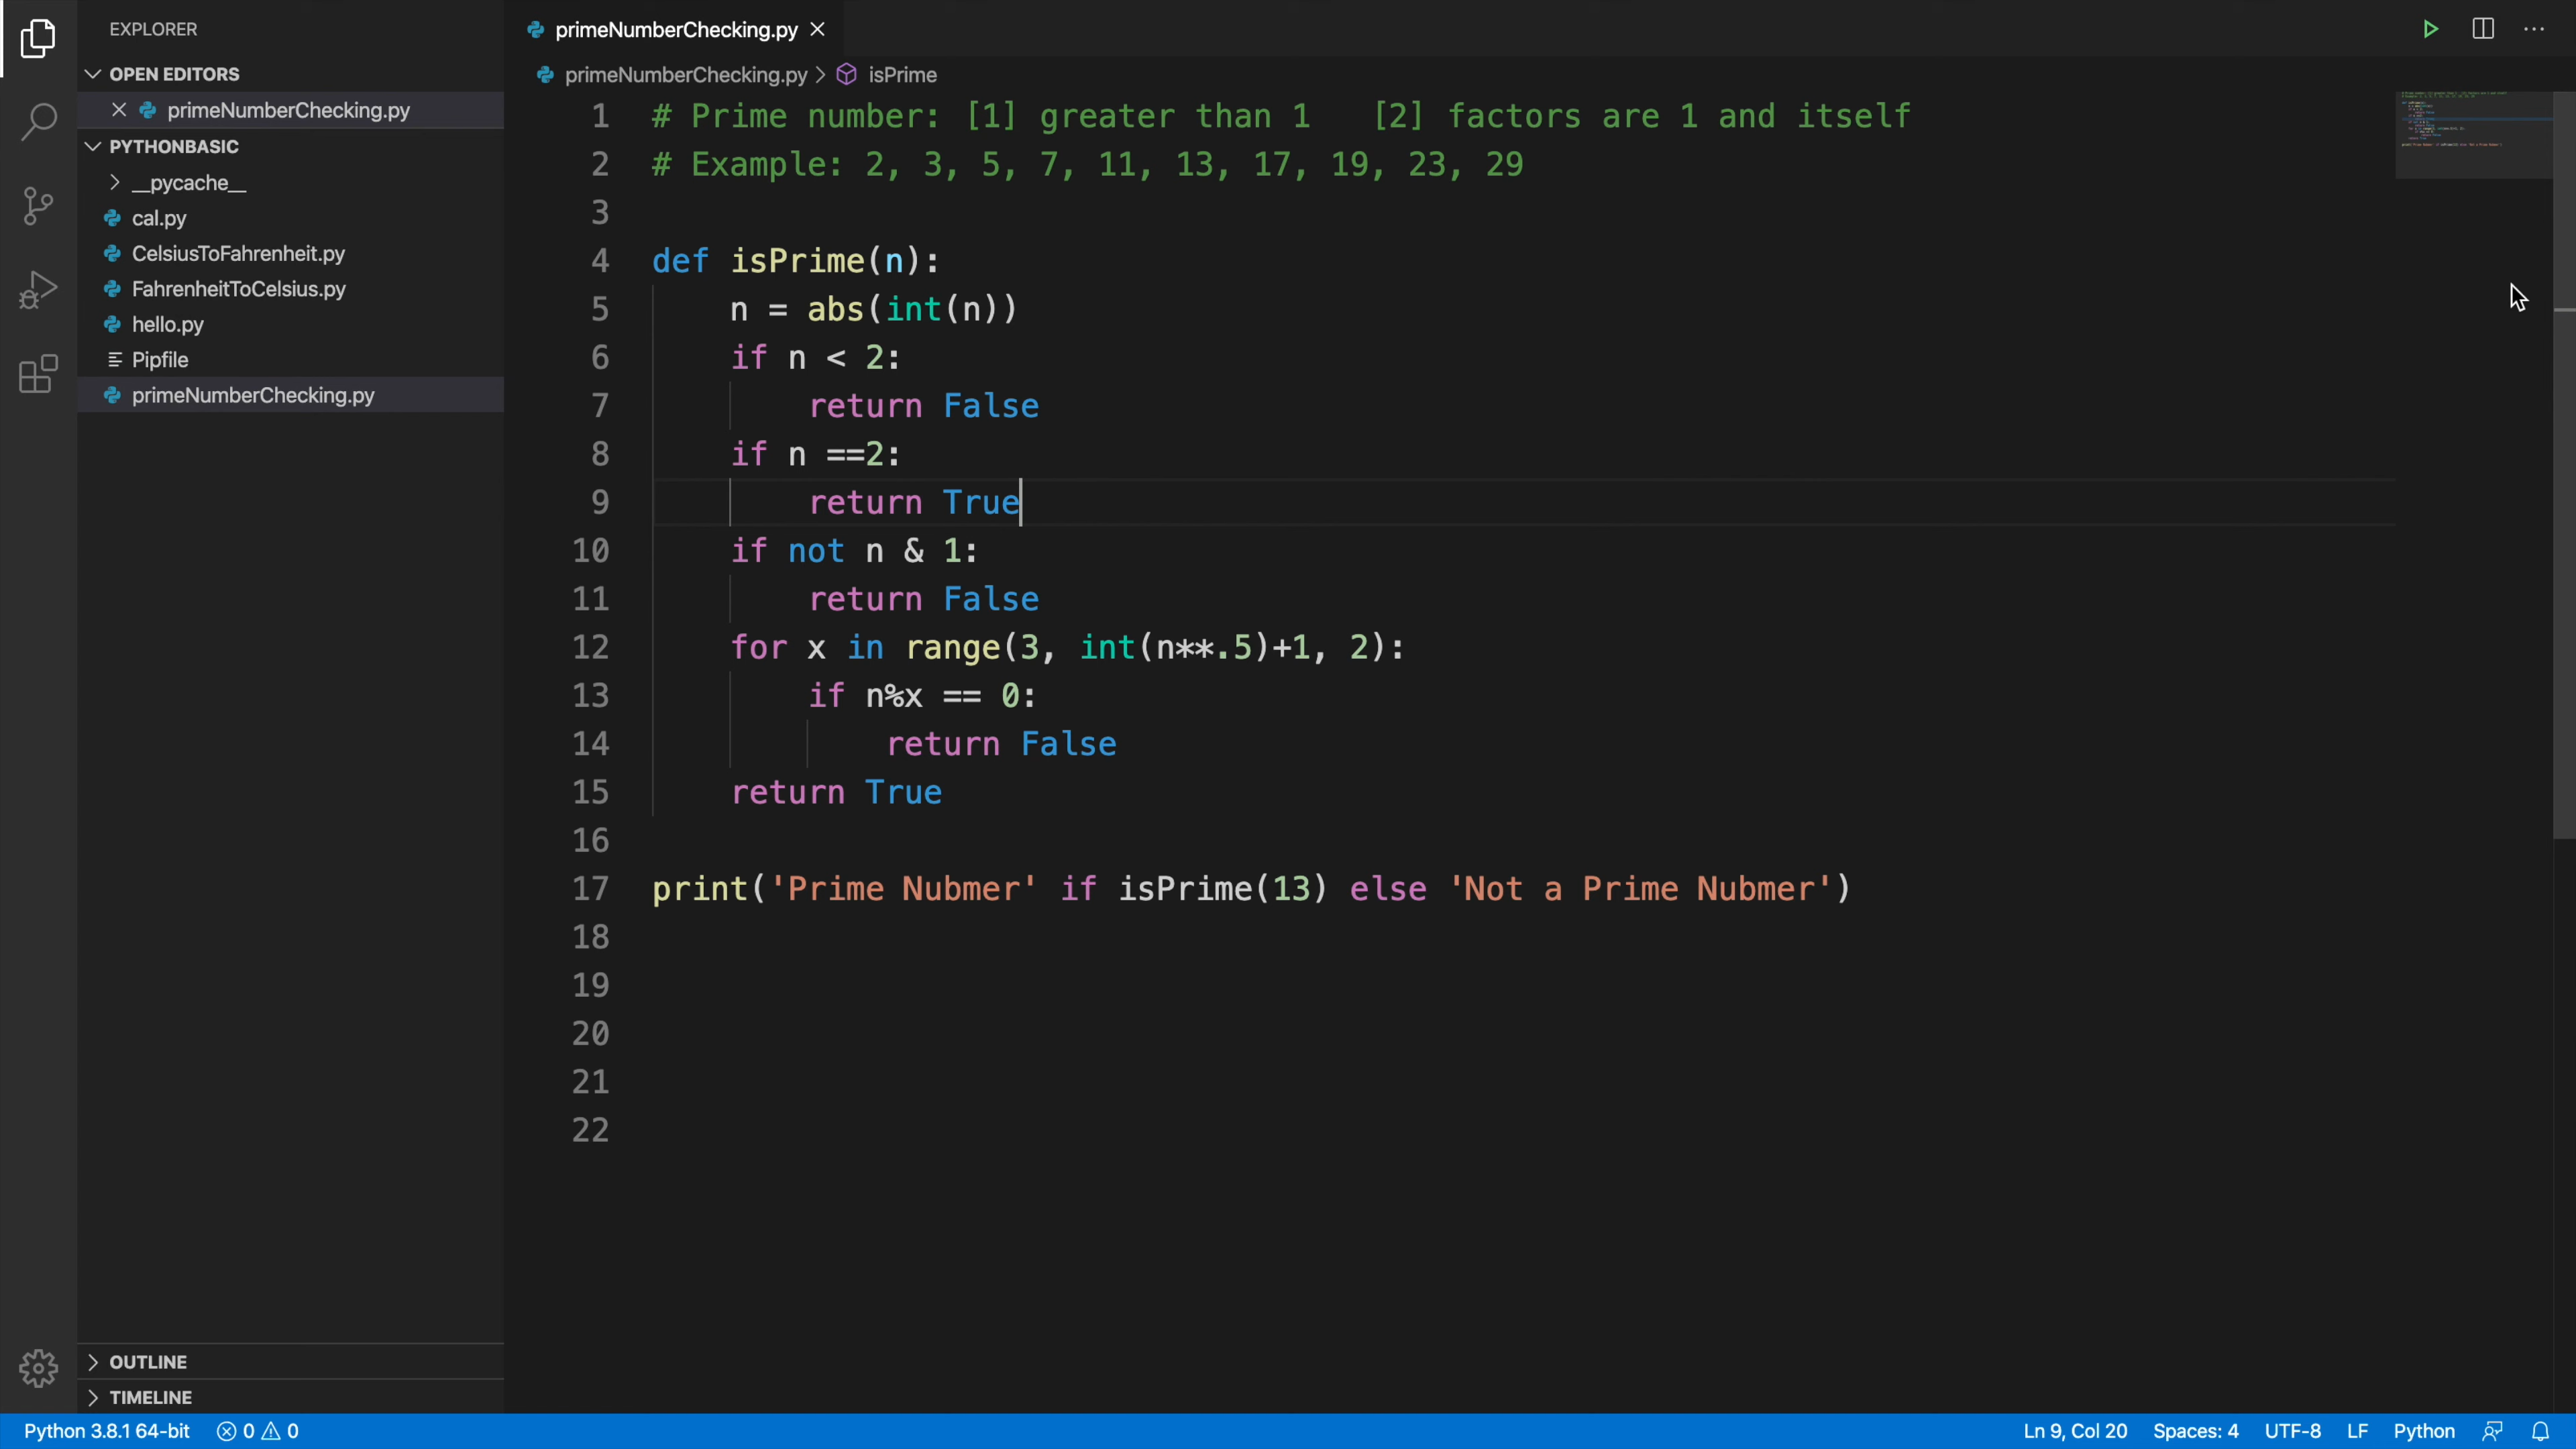 EXPLORER
OPEN EDITORS
primeNumberChecking.py
PYTHONBASIC
__pycache__
cal.py
CelsiusToFahrenheit.py
FahrenheitToCelsius.py
hello.py
Pipfile
primeNumberChecking.py
OUTLINE
TIMELINE
primeNumberChecking.py
primeNumberChecking.py > isPrime
1 # Prime number: [1] greater than 1   [2] factors are 1 and itself
2 # Example: 2, 3, 5, 7, 11, 13, 17, 19, 23, 29
3
4 def isPrime(n):
5     n = abs(int(n))
6     if n < 2:
7         return False
8     if n ==2:
9         return True
10     if not n & 1:
11         return False
12     for x in range(3, int(n**.5)+1, 2):
13         if n%x == 0:
14             return False
15     return True
16
17 print('Prime Nubmer' if isPrime(13) else 'Not a Prime Nubmer')
18
19
20
21
22
Python 3.8.1 64-bit 0 0 Ln 9, Col 20 Spaces: 4 UTF-8 LF Python